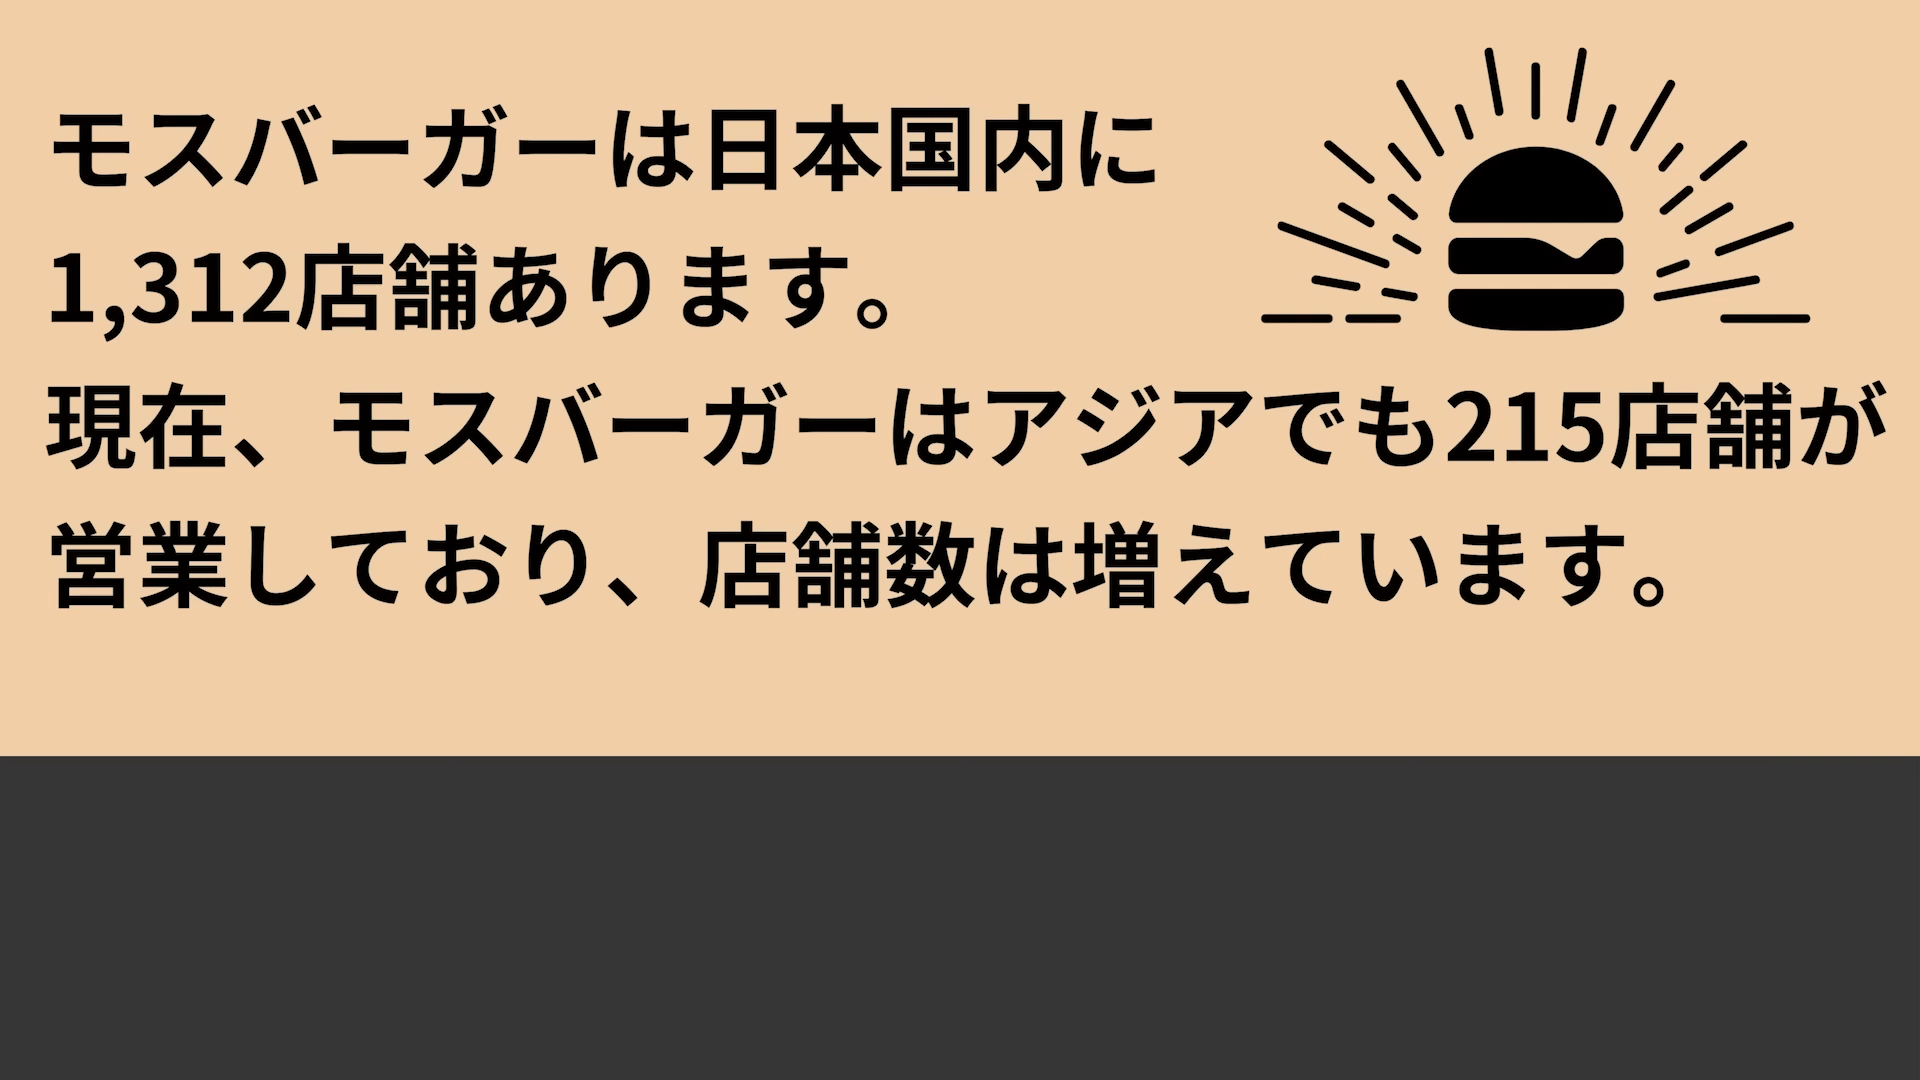 モスバーガーは日本国内に
1,312店舗あります。
現在、モスバーガーはアジアでも215店舗が
営業しており、店舗数は増えています。